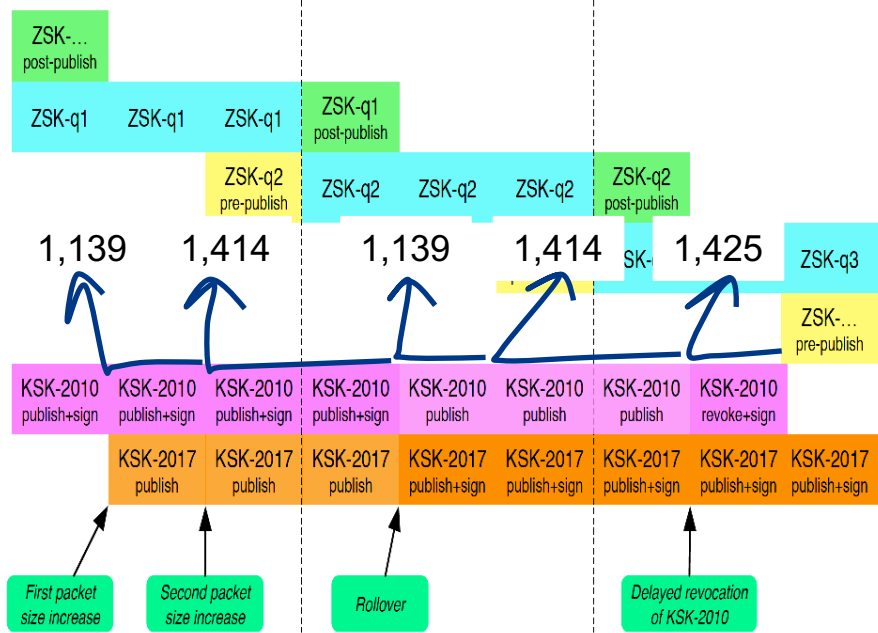 ZSK-...
post-publish
ZSK-q1 ZSK-q1 ZSK-q1
ZSK-q1
post-publish
ZSK-q2
pre-publish
ZSK-q2 ZSK-q2 ZSK-q2
ZSK-q2
post-publish
1,139 1,414 1,139 1,414 1,425
ZSK-q3
ZSK-...
pre-publish
KSK-2010 KSK-2010 KSK-2010 KSK-2010 KSK-2010 KSK-2010 KSK-2010 KSK-2010
publish+sign publish+sign publish+sign publish+sign publish publish publish revoke+sign
KSK-2017 KSK-2017 KSK-2017 KSK-2017 KSK-2017 KSK-2017 KSK-2017 KSK-2017
publish publish publish publish+sign publish+sign publish+sign publish+sign publish+sign
First packet
size increase
Second packet
size increase
Rollover
Delayed revocation
of KSK-2010